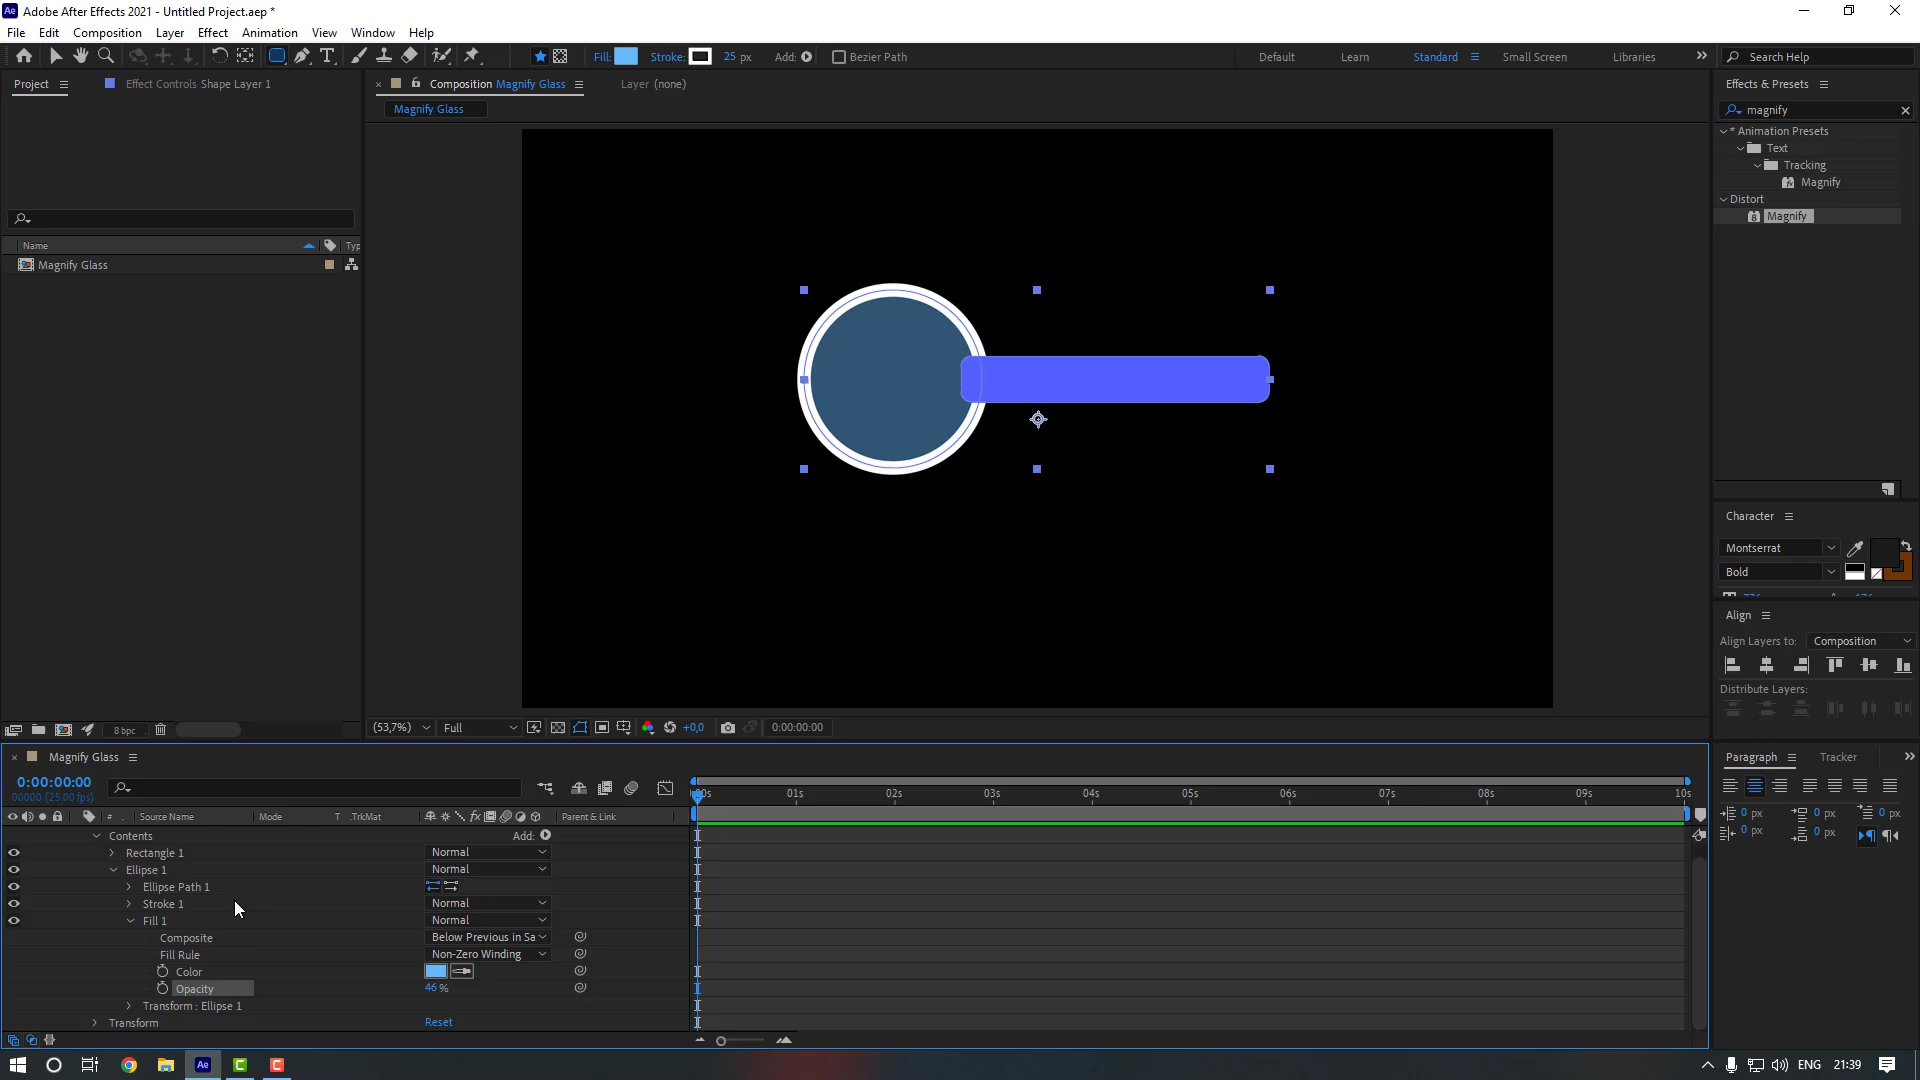 Ae Adobe After Effects 2021 - Untitled Project.aep *
File Edit Composition Layer Effect Animation View Window Help
Fill: Stroke: 25 px Add: Bezier Path Default Learn Standard Small Screen Libraries Search Help
Project Effect Controls Shape Layer 1
Composition Magnify Glass Layer (none)
Magnify Glass
Name Typ
Magnify Glass
Effects & Presets
magnify
* Animation Presets
Text
Tracking
Magnify
Distort
Magnify
Character
Montserrat
Bold
Align
Align Layers to: Composition
Distribute Layers:
8 bpc
(53,7%) Full +0,0 0:00:00:00
Magnify Glass
0:00:00:00
00000 (25.00 fps)
00s 01s 02s 03s 04s 05s 06s 07s 08s 09s 10s
# . Source Name Mode T .TrkMat fx Parent & Link
Contents Add:
Rectangle 1 Normal
Ellipse 1 Normal
Ellipse Path 1
Stroke 1 Normal
Fill 1 Normal
Composite Below Previous in Sa
Fill Rule Non-Zero Winding
Color
Opacity 46 %
Transform : Ellipse 1
Transform Reset
Paragraph Tracker
0 px 0 px 0 px
0 px 0 px
Ae ENG 21:39